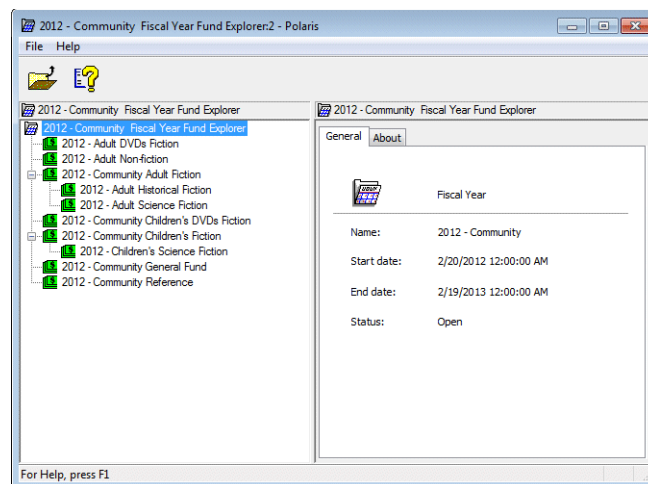 2012 - Community  Fiscal Year Fund Explorer:2 - Polaris
File  Help
2012 - Community  Fiscal Year Fund Explorer
2012 - Community  Fiscal Year Fund Explorer
2012 - Adult DVDs Fiction
2012 - Adult Non-fiction
2012 - Community Adult Fiction
2012 - Adult Historical Fiction
2012 - Adult Science Fiction
2012 - Community Children's DVDs Fiction
2012 - Community Children's Fiction
2012 - Children's Science Fiction
2012 - Community General Fund
2012 - Community Reference
2012 - Community  Fiscal Year Fund Explorer
General  About
Fiscal Year
Name:  2012 - Community
Start date:  2/20/2012 12:00:00 AM
End date:  2/19/2013 12:00:00 AM
Status:  Open
For Help, press F1